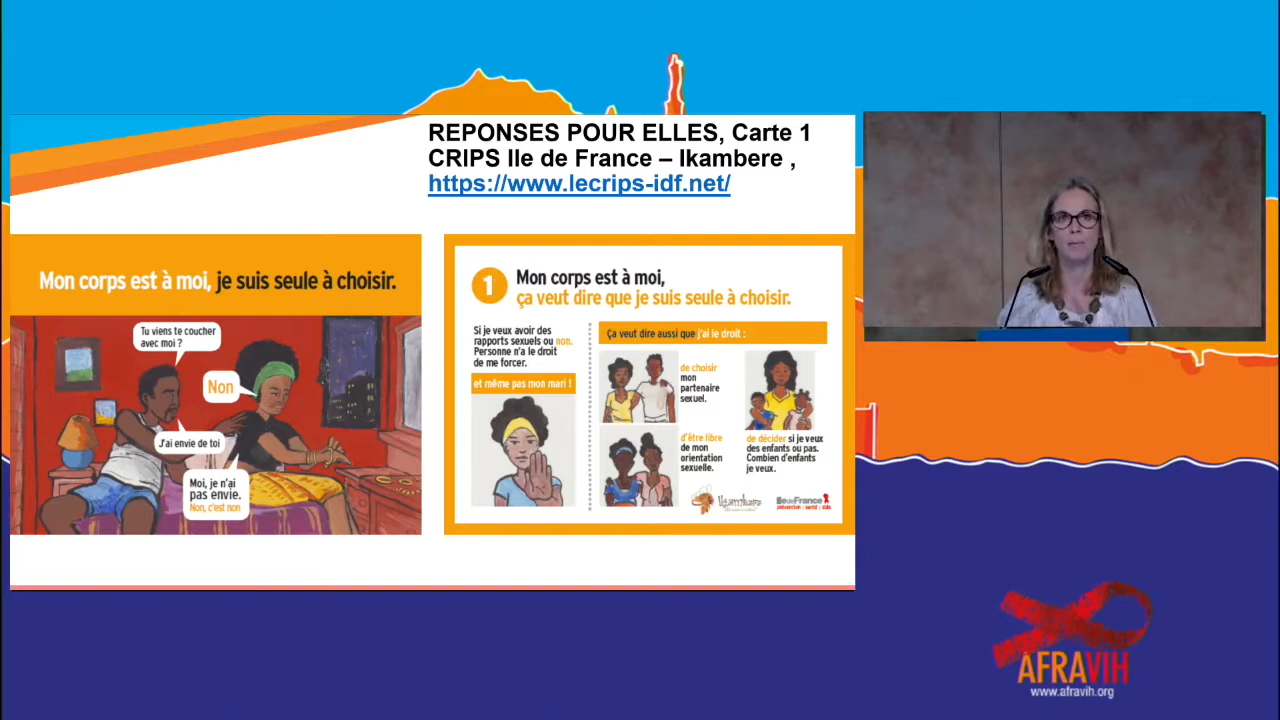 REPONSES POUR ELLES, Carte 1
CRIPS Ile de France – Ikambere ,
https://www.lecrips-idf.net/
Mon corps est à moi, je suis seule à choisir.
Tu viens te coucher
avec moi ?
Non
J'ai envie de toi
Moi, je n'ai
pas envie.
Non, c'est non
1
Mon corps est à moi,
ça veut dire que je suis seule à choisir.
Si je veux avoir des
rapports sexuels ou non.
Personne n'a le droit
de me forcer.
et même pas mon mari !
Ça veut dire aussi que j'ai le droit :
de choisir
mon
partenaire
sexuel.
d'être libre
de mon
orientation
sexuelle.
de décider si je veux
des enfants ou pas.
Combien d'enfants
je veux.
Ikambere
îledeFrance
prévention | santé | sida
AFRAVIH
www.afravih.org